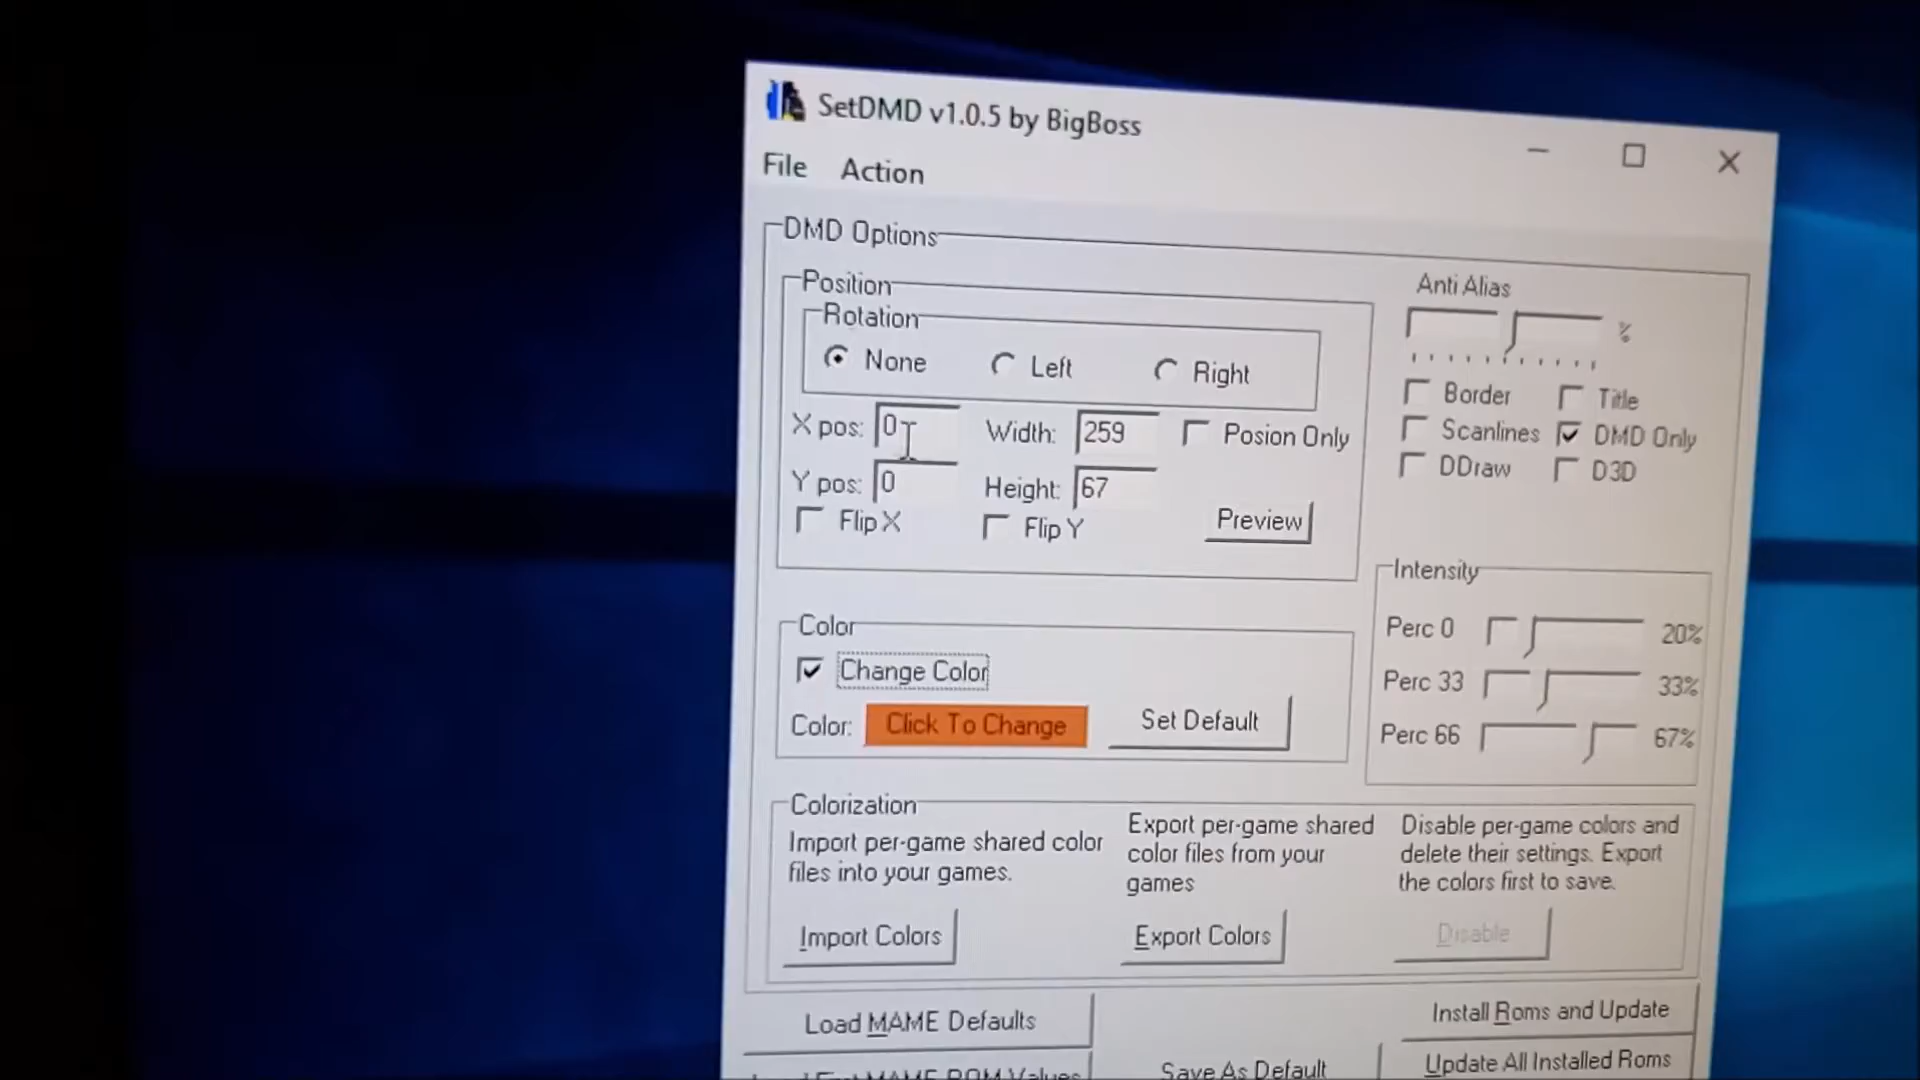 SetDMD v1.0.5 by BigBoss
File Action
DMD Options
Position
Rotation
None Left Right
X pos: 0 Width: 259 Posion Only
Y pos: 0 Height: 67
Flip X Flip Y Preview
Anti Alias
%
Border Title
Scanlines DMD Only
DDraw D3D
Intensity
Perc 0 20%
Perc 33 33%
Perc 66 67%
Color
Change Color
Color: Click To Change Set Default
Colorization
Import per-game shared color
files into your games.
Import Colors
Export per-game shared
color files from your
games
Export Colors
Disable per-game colors and
delete their settings. Export
the colors first to save.
Disable
Load MAME Defaults
Install Roms and Update
MAME ROM Values
Save As Default
Update All Installed Roms